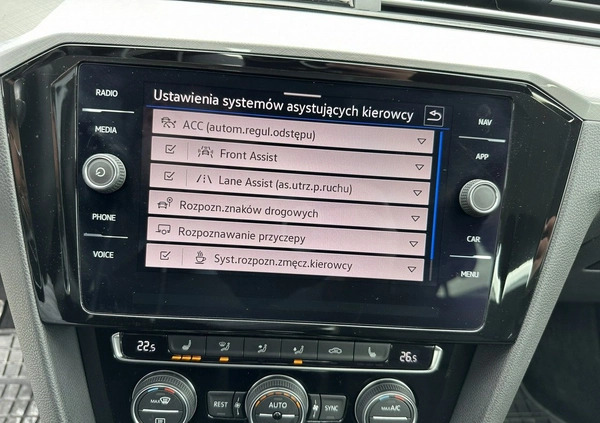 RADIO
MEDIA
PHONE
VOICE
Ustawienia systemów asystujących kierowcy
ACC (autom.regul.odstępu)
Front Assist
Lane Assist (as.utrz.p.ruchu)
Rozpozn.znaków drogowych
Rozpoznawanie przyczepy
Syst.rozpozn.zmęcz.kierowcy
NAV
APP
CAR
MENU
22.5
26.5
MAX
REST
AUTO
SYNC
MAX A/C